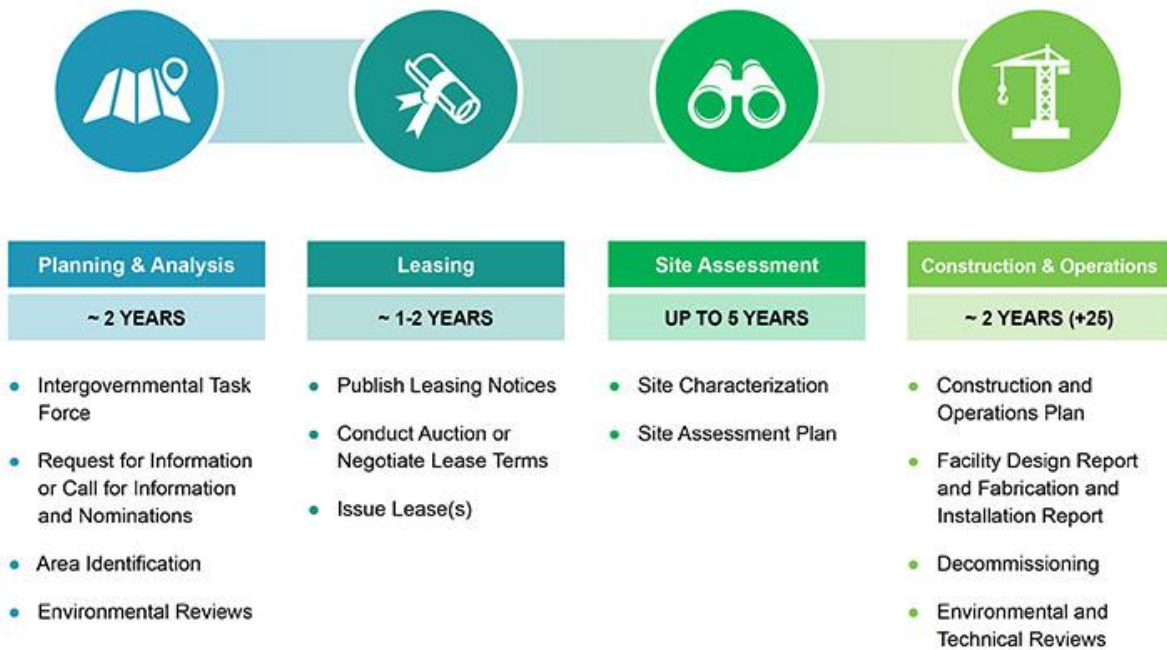 Planning & Analysis
~ 2 YEARS
• Intergovernmental Task
Force
• Request for Information
or Call for Information
and Nominations
• Area Identification
• Environmental Reviews
Leasing
~ 1-2 YEARS
• Publish Leasing Notices
• Conduct Auction or
Negotiate Lease Terms
• Issue Lease(s)
Site Assessment
UP TO 5 YEARS
• Site Characterization
• Site Assessment Plan
Construction & Operations
~ 2 YEARS (+25)
• Construction and
Operations Plan
• Facility Design Report
and Fabrication and
Installation Report
• Decommissioning
• Environmental and
Technical Reviews